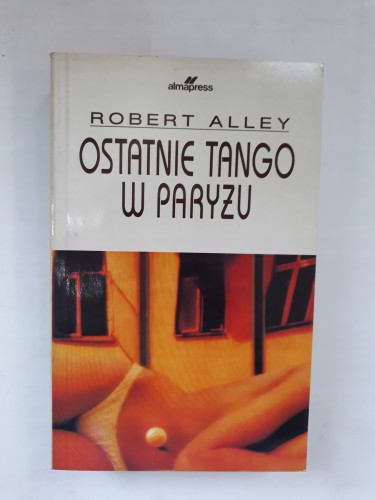 almapress
ROBERT ALLEY
OSTATNIE TANGO
W PARYŻU